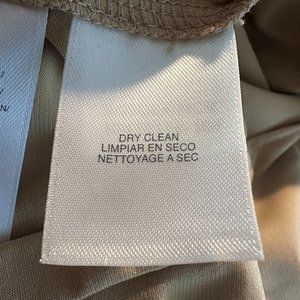 DRY CLEAN
LIMPIAR EN SECO
NETTOYAGE A SEC